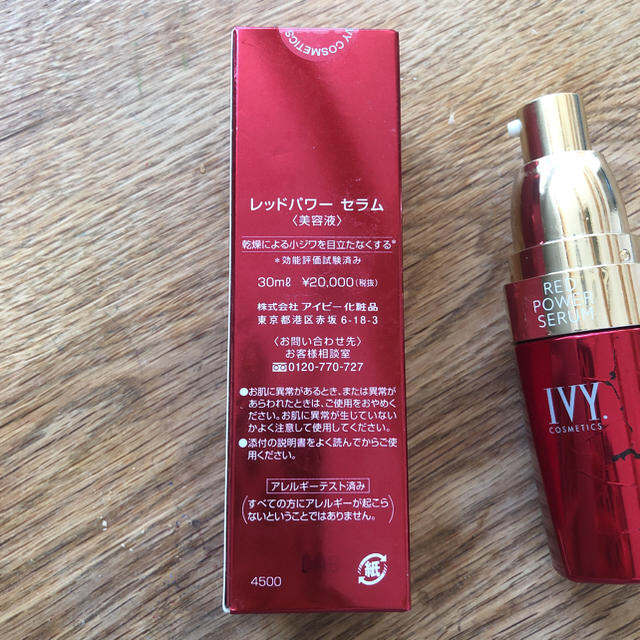 IVY COSMETICS
レッドパワー セラム
〈美容液〉
乾燥による小ジワを目立たなくする*
*効能評価試験済み
30mℓ ¥20,000(税抜)
株式会社 アイビー化粧品
東京都港区赤坂 6-18-3
〈お問い合わせ先〉
お客様相談室
0120-770-727
●お肌に異常があるとき、または異常が
あらわれたときは、ご使用をおやめく
ださい。お肌に異常が生じていない
かよく注意して使用してください。
●添付の説明書をよく読んでからご使
用ください。
アレルギーテスト済み
(すべての方にアレルギーが起こら
ないということではありません。)
紙
4500
RED
POWER
SERUM
IVY.
COSMETICS